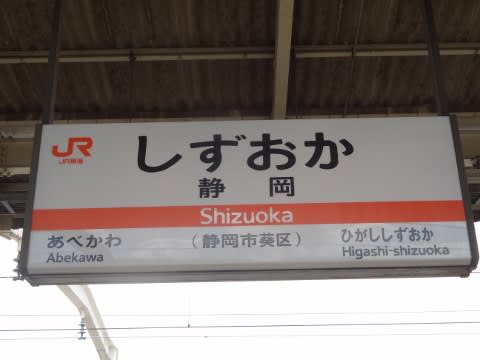 JR
JR東海
しずおか
静岡
Shizuoka
あべかわ
Abekawa
(静岡市葵区)
ひがししずおか
Higashi-shizuoka